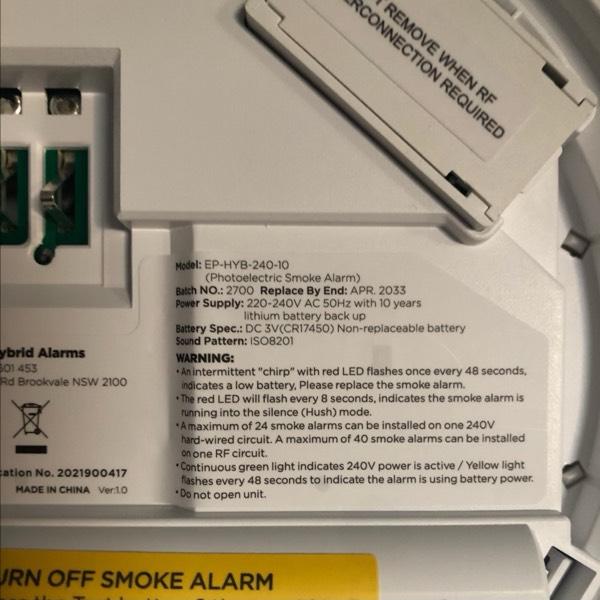 REMOVE WHEN RF
REQUIRED
Model: EP-HYB-240-10
(Photoelectric Smoke Alarm)
Batch NO.: 2700 Replace By End: APR. 2033
Power Supply: 220-240V AC 50Hz with 10 years
lithium battery back up
Battery Spec.: DC 3V(CR17450) Non-replaceable battery
Sound Pattern: ISO8201
WARNING:
•An intermittent "chirp" with red LED flashes once every 48 seconds,
indicates a low battery, Please replace the smoke alarm.
•The red LED will flash every 8 seconds, indicates the smoke alarm is
running into the silence (Hush) mode.
•A maximum of 24 smoke alarms can be installed on one 240V
hard-wired circuit. A maximum of 40 smoke alarms can be installed
on one RF circuit.
•Continuous green light indicates 240V power is active / Yellow light
flashes every 48 seconds to indicate the alarm is using battery power.
•Do not open unit.
ybrid Alarms
601 453
Rd Brookvale NSW 2100
cation No. 2021900417
MADE IN CHINA Ver:1.0
URN OFF SMOKE ALARM